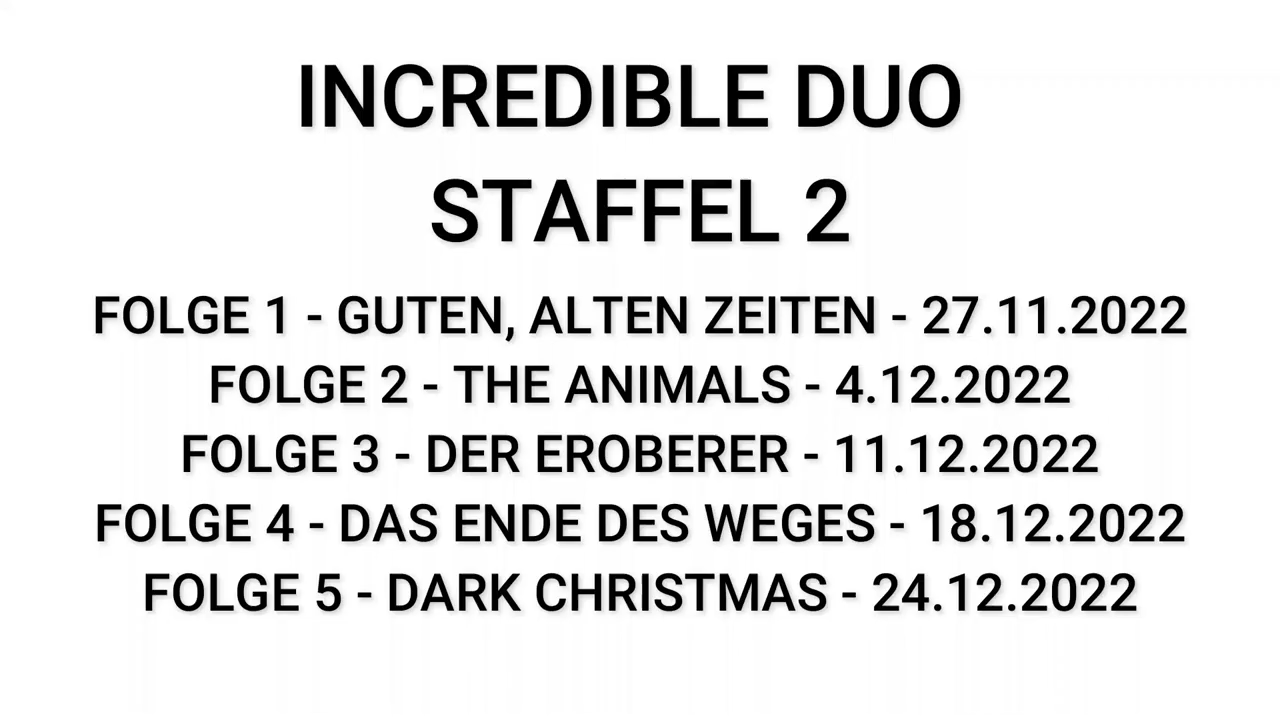 INCREDIBLE DUO
STAFFEL 2
FOLGE 1 - GUTEN, ALTEN ZEITEN - 27.11.2022
FOLGE 2 - THE ANIMALS - 4.12.2022
FOLGE 3 - DER EROBERER - 11.12.2022
FOLGE 4 - DAS ENDE DES WEGES - 18.12.2022
FOLGE 5 - DARK CHRISTMAS - 24.12.2022